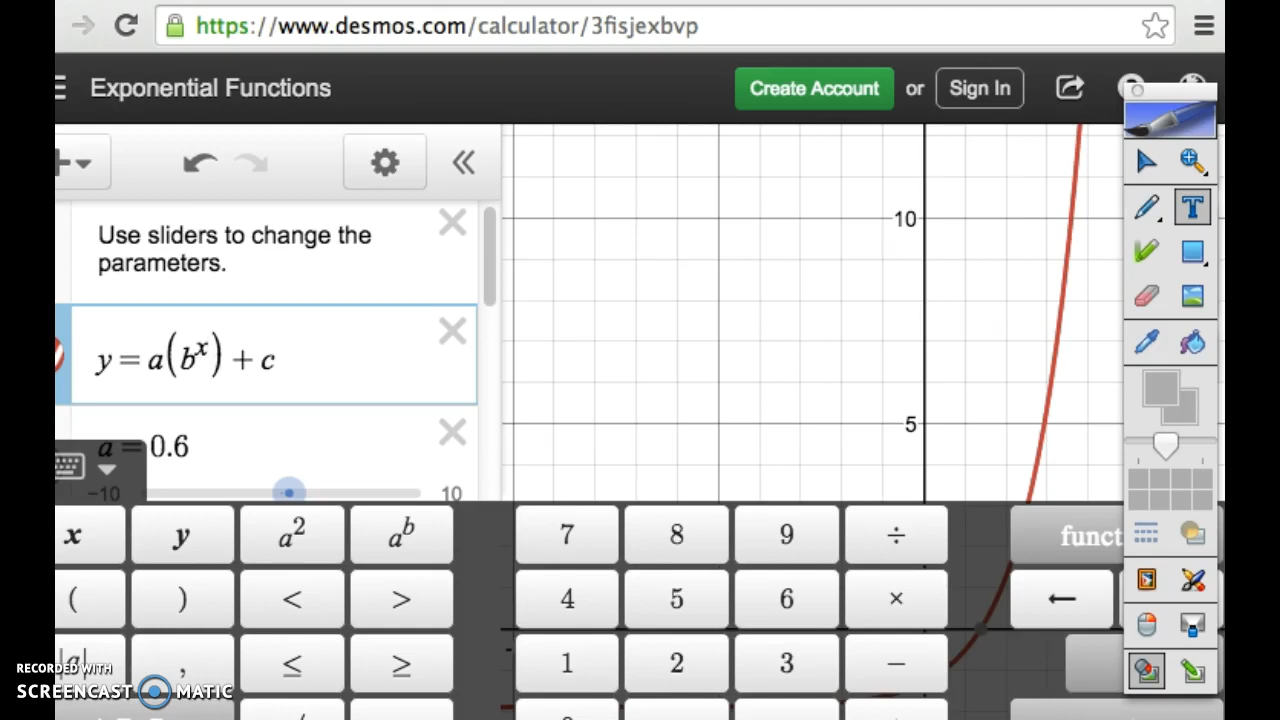 https://www.desmos.com/calculator/3fisjexbvp
Exponential Functions
Create Account or Sign In
Use sliders to change the
parameters.
y = a(b^x) + c
a = 0.6
−10 10
10
5
x y a² a^b 7 8 9 ÷ funct
( ) < > 4 5 6 × ←
|a| , ≤ ≥ 1 2 3 −
RECORDED WITH
SCREENCAST MATIC
T